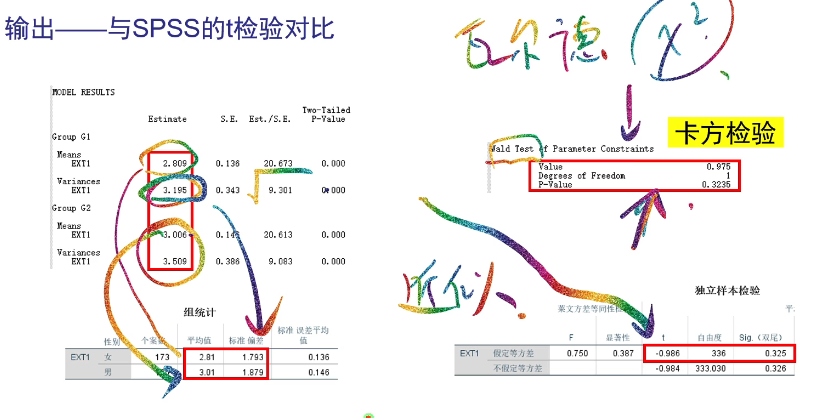 输出——与SPSS的t检验对比
瓦尔德 χ²
MODEL RESULTS
Two-Tailed
Estimate S.E. Est./S.E. P-Value
Group G1
Means
EXT1 2.809 0.136 20.673 0.000
Variances
EXT1 3.195 0.343 9.301 0.000
Group G2
Means
EXT1 3.006 0.14 20.613 0.000
Variances
EXT1 3.509 0.386 9.083 0.000
卡方检验
Wald Test of Parameter Constraints
Value 0.975
Degrees of Freedom 1
P-Value 0.3235
所以
组统计
性别 个案 平均值 标准 偏差 标准 误差平均值
EXT1 女 173 2.81 1.793 0.136
男 3.01 1.879 0.146
独立样本检验
莱文方差等同性检
F 显著性 t 自由度 Sig.（双尾）
EXT1 假定等方差 0.750 0.387 -0.986 336 0.325
不假定等方差 -0.984 333.030 0.326